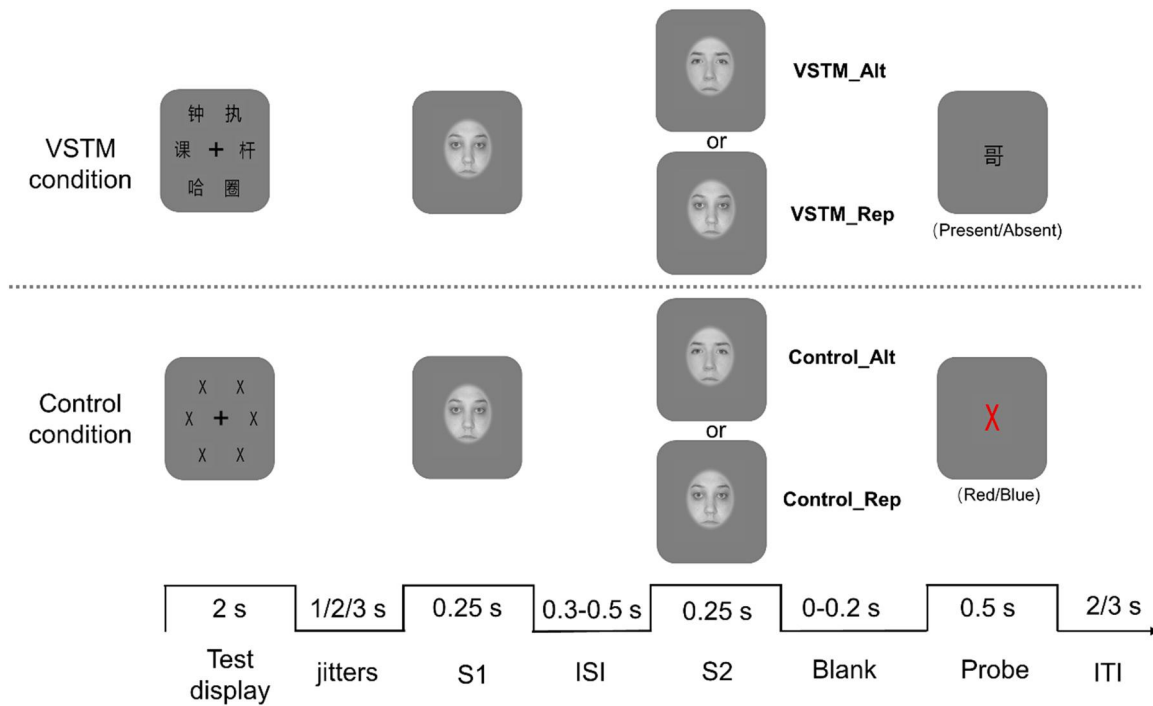 VSTM
condition
钟 执
课 + 杆
哈 圈
VSTM_Alt
or
VSTM_Rep
哥
(Present/Absent)
Control
condition
X X
X + X
X X
Control_Alt
or
Control_Rep
X
(Red/Blue)
2 s 1/2/3 s 0.25 s 0.3-0.5 s 0.25 s 0-0.2 s 0.5 s 2/3 s
Test
display jitters S1 ISI S2 Blank Probe ITI